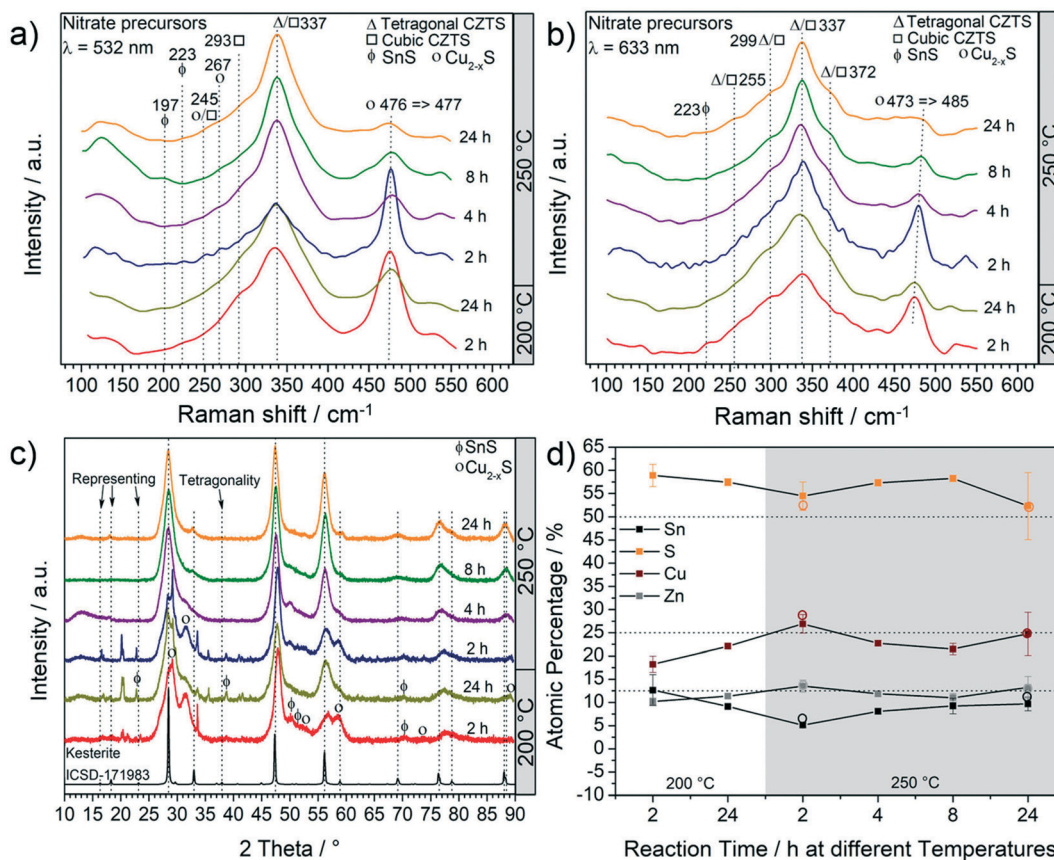 a)
Nitrate precursors
λ = 532 nm
Δ Tetragonal CZTS
□ Cubic CZTS
ϕ SnS o Cu2-xS
Δ/□ 337
293 □
267
o
223
ϕ
245
o/□
197
ϕ
o 476 => 477
24 h
8 h
4 h
2 h
24 h
2 h
250 °C
200 °C
Intensity / a.u.
100 150 200 250 300 350 400 450 500 550 600
Raman shift / cm-1
b)
Nitrate precursors
λ = 633 nm
Δ Tetragonal CZTS
□ Cubic CZTS
ϕ SnS o Cu2-xS
Δ/□ 337
299 Δ/□
Δ/□ 372
Δ/□ 255
223 ϕ
o 473 => 485
24 h
8 h
4 h
2 h
24 h
2 h
250 °C
200 °C
Intensity / a.u.
100 150 200 250 300 350 400 450 500 550 600
Raman shift / cm-1
c)
ϕ SnS
o Cu2-xS
Representing
Tetragonality
24 h
8 h
4 h
o
o
2 h
ϕ
ϕ
ϕ
o
24 h
ϕ
ϕ
o
o
ϕ
o
2 h
Kesterite
ICSD-171983
250 °C
200 °C
Intensity / a.u.
10 15 20 25 30 35 40 45 50 55 60 65 70 75 80 85 90
2 Theta / °
d)
65
60
55
50
45
40
35
30
25
20
15
10
5
0
-5
-10
Atomic Percentage / %
Sn
S
Cu
Zn
200 °C
250 °C
2 24 2 4 8 24
Reaction Time / h at different Temperatures